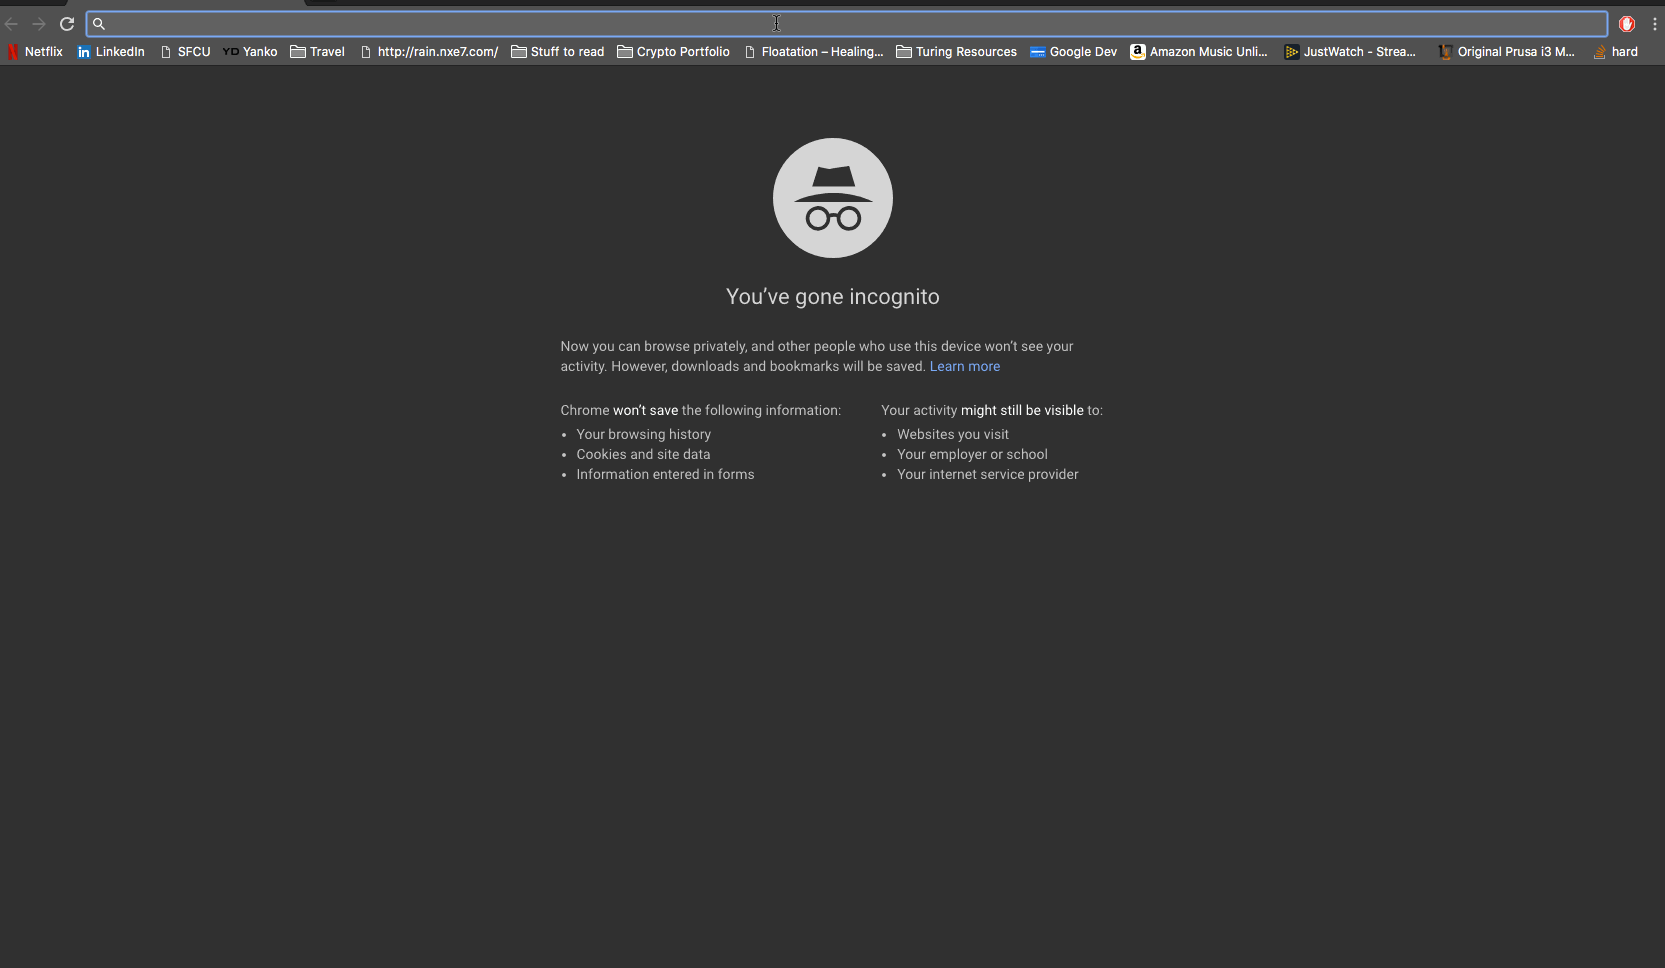 Netflix LinkedIn SFCU YD Yanko Travel http://rain.nxe7.com/ Stuff to read Crypto Portfolio Floatation – Healing... Turing Resources Google Dev Amazon Music Unli... JustWatch - Strea... Original Prusa i3 M... hard
You've gone incognito
Now you can browse privately, and other people who use this device won't see your
activity. However, downloads and bookmarks will be saved. Learn more
Chrome won't save the following information:
• Your browsing history
• Cookies and site data
• Information entered in forms
Your activity might still be visible to:
• Websites you visit
• Your employer or school
• Your internet service provider